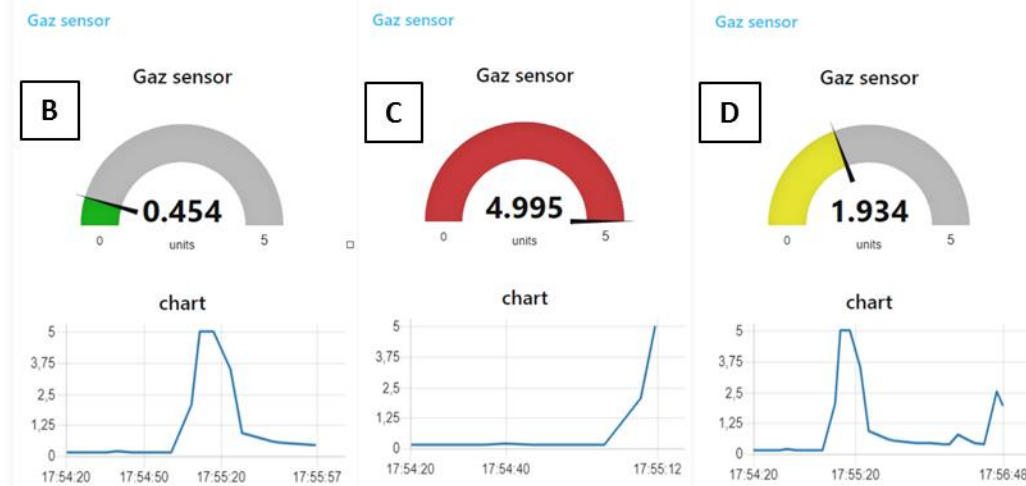 Gaz sensor
Gaz sensor
B
0.454
0
units
5
chart
5
3,75
2,5
1,25
0
17:54:20
17:54:50
17:55:20
17:55:57
Gaz sensor
Gaz sensor
C
4.995
0
units
5
chart
5
3,75
2,5
1,25
0
17:54:20
17:54:40
17:55:12
Gaz sensor
Gaz sensor
D
1.934
0
units
5
chart
5
3,75
2,5
1,25
0
17:54:20
17:55:20
17:56:48